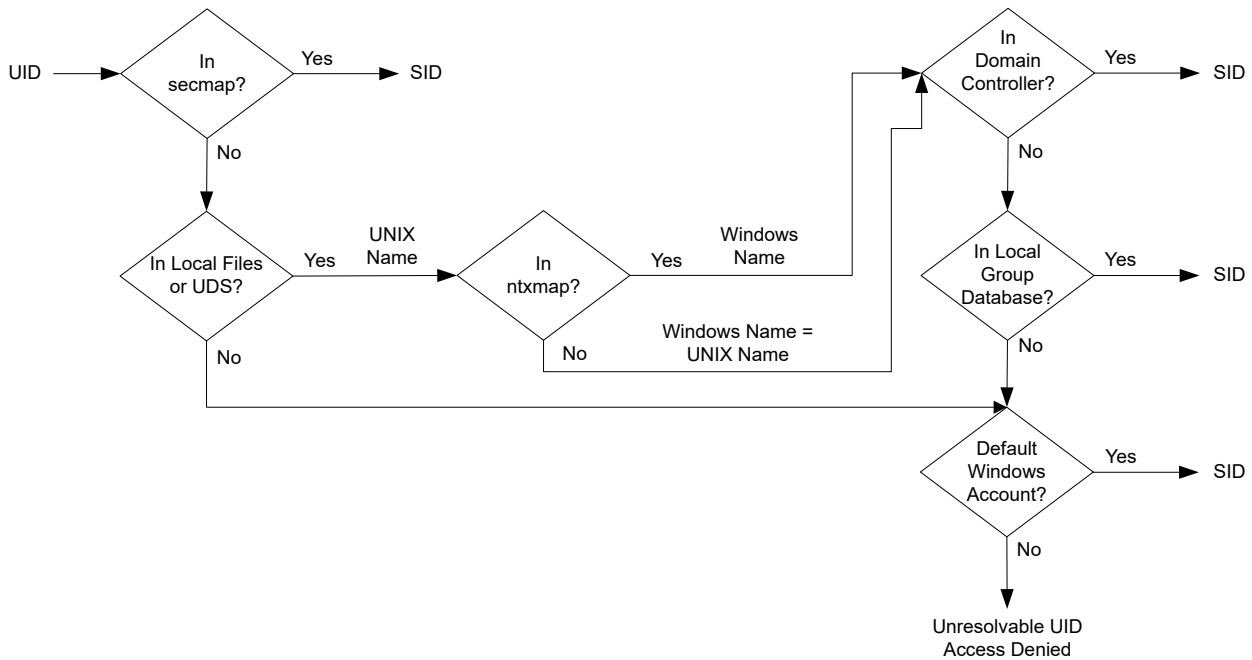 UID
In
secmap?
Yes
SID
No
In Local Files
or UDS?
Yes
UNIX
Name
No
In
ntxmap?
Yes
Windows
Name
No
Windows Name =
UNIX Name
In
Domain
Controller?
Yes
SID
No
In Local
Group
Database?
Yes
SID
No
Default
Windows
Account?
Yes
SID
No
Unresolvable UID
Access Denied